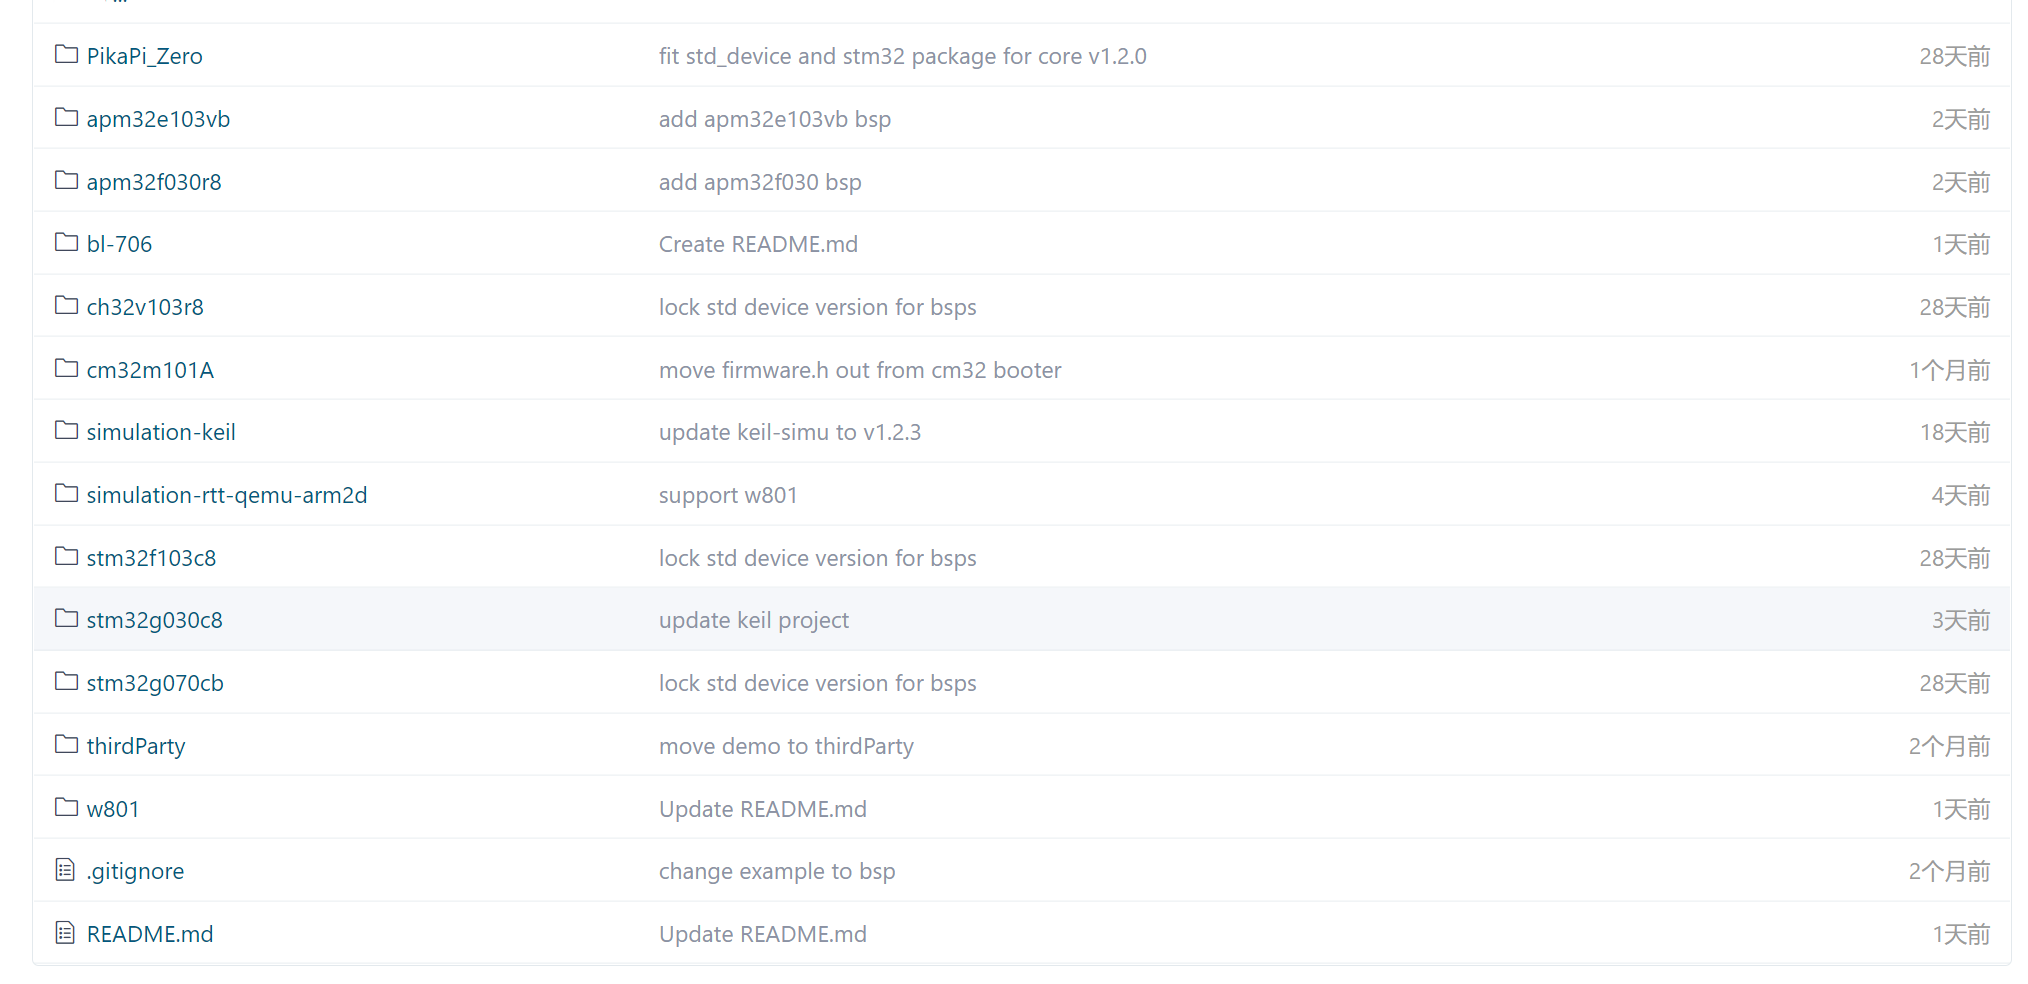 PikaPi_Zero fit std_device and stm32 package for core v1.2.0 28天前
apm32e103vb add apm32e103vb bsp 2天前
apm32f030r8 add apm32f030 bsp 2天前
bl-706 Create README.md 1天前
ch32v103r8 lock std device version for bsps 28天前
cm32m101A move firmware.h out from cm32 booter 1个月前
simulation-keil update keil-simu to v1.2.3 18天前
simulation-rtt-qemu-arm2d support w801 4天前
stm32f103c8 lock std device version for bsps 28天前
stm32g030c8 update keil project 3天前
stm32g070cb lock std device version for bsps 28天前
thirdParty move demo to thirdParty 2个月前
w801 Update README.md 1天前
.gitignore change example to bsp 2个月前
README.md Update README.md 1天前